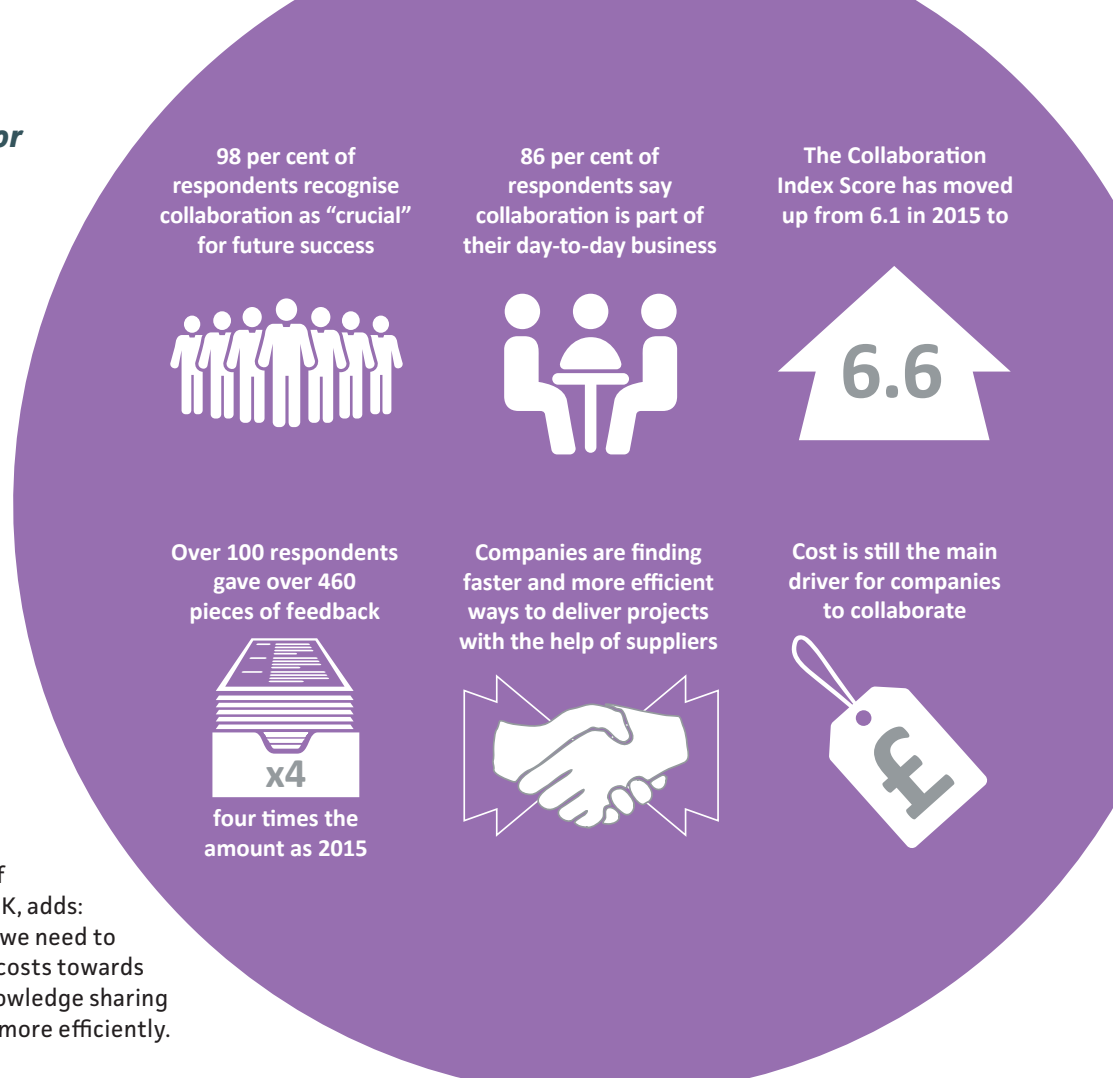 or
98 per cent of
respondents recognise
collaboration as “crucial”
for future success
86 per cent of
respondents say
collaboration is part of
their day-to-day business
The Collaboration
Index Score has moved
up from 6.1 in 2015 to
6.6
Over 100 respondents
gave over 460
pieces of feedback
x4
four times the
amount as 2015
Companies are finding
faster and more efficient
ways to deliver projects
with the help of suppliers
Cost is still the main
driver for companies
to collaborate
£
f
K, adds:
we need to
costs towards
owledge sharing
more efficiently.